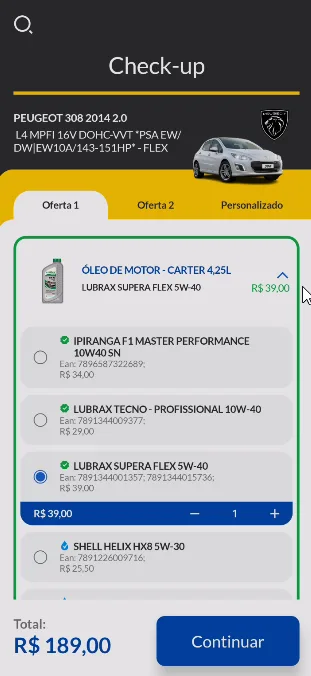 Check-up
PEUGEOT 308 2014 2.0
L4 MPFI 16V DOHC-VVT "PSA EW/
DW|EW10A/143-151HP" - FLEX
Oferta 1
Oferta 2
Personalizado
ÓLEO DE MOTOR - CARTER 4,25L
LUBRAX SUPERA FLEX 5W-40
R$ 39,00
IPIRANGA F1 MASTER PERFORMANCE
10W40 SN
Ean: 7896587322689;
R$ 34,00
LUBRAX TECNO - PROFISSIONAL 10W-40
Ean: 7891344009377;
R$ 29,00
LUBRAX SUPERA FLEX 5W-40
Ean: 7891344001357; 7891344015736;
R$ 39,00
R$ 39,00
— 1 +
SHELL HELIX HX8 5W-30
Ean: 7891226009716;
R$ 25,50
Total:
R$ 189,00
Continuar